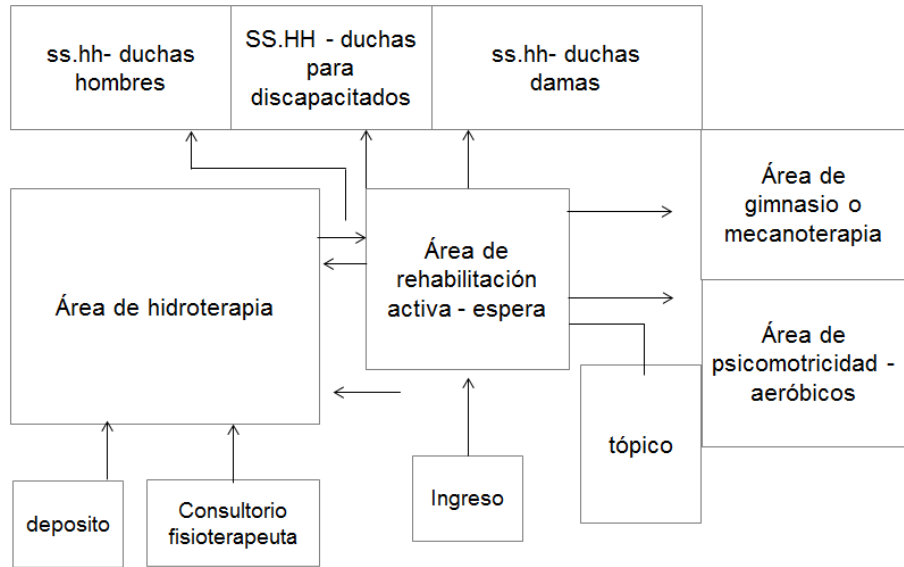 ss.hh- duchas
hombres
SS.HH - duchas
para
discapacitados
ss.hh- duchas
damas
Área de
gimnasio o
mecanoterapia
Área de hidroterapia
Área de
rehabilitación
activa - espera
Área de
psicomotricidad -
aeróbicos
tópico
deposito
Consultorio
fisioterapeuta
Ingreso